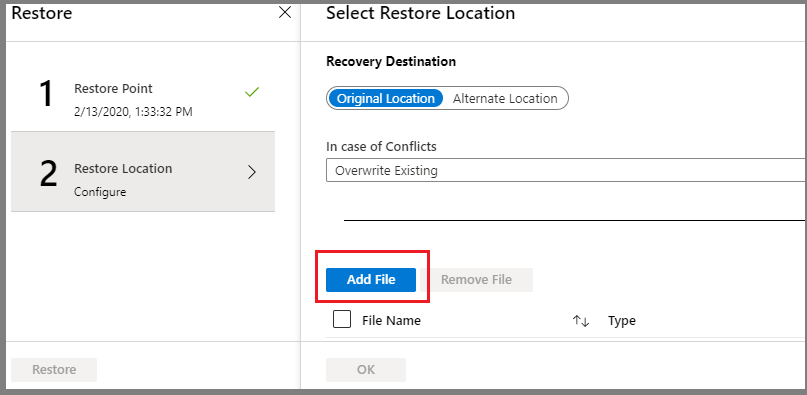 Restore
1
Restore Point
2/13/2020, 1:33:32 PM
2
Restore Location
Configure
Restore
Select Restore Location
Recovery Destination
Original Location Alternate Location
In case of Conflicts
Overwrite Existing
Add File Remove File
File Name Type
OK